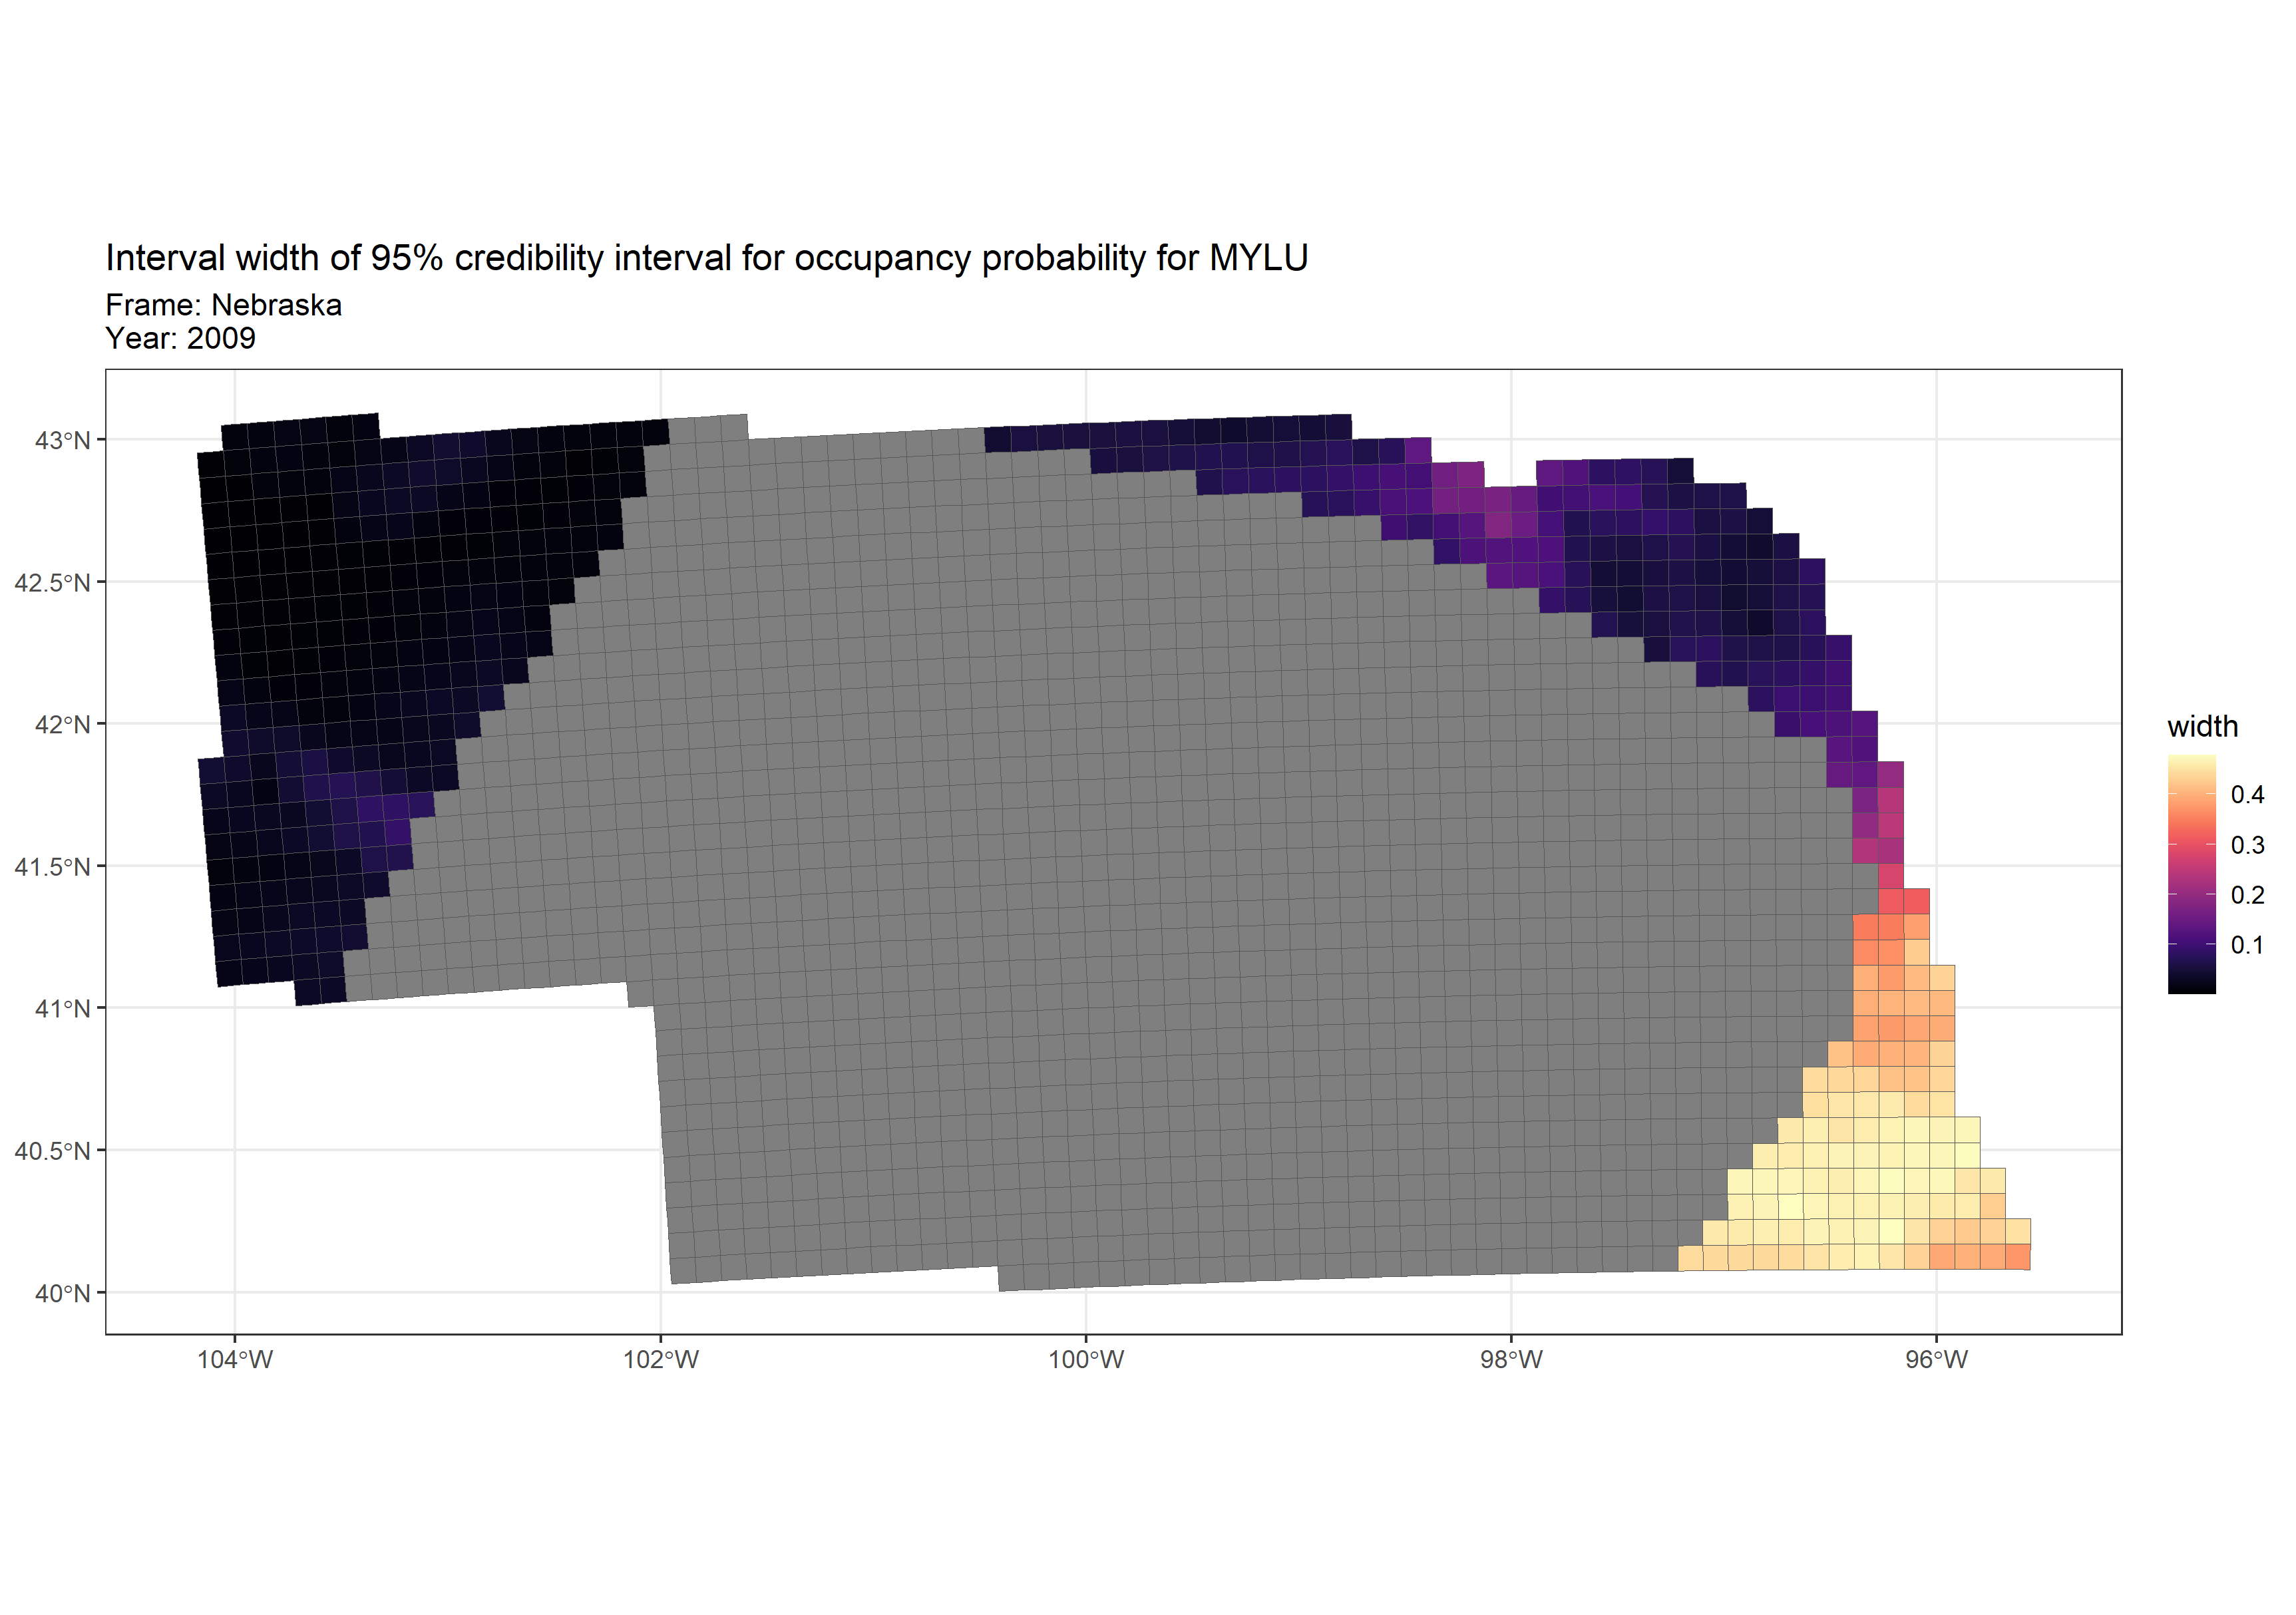 Interval width of 95% credibility interval for occupancy probability for MYLU
Frame: Nebraska
Year: 2009
43°N
42.5°N
42°N
41.5°N
41°N
40.5°N
40°N
104°W
102°W
100°W
98°W
96°W
width
0.4
0.3
0.2
0.1